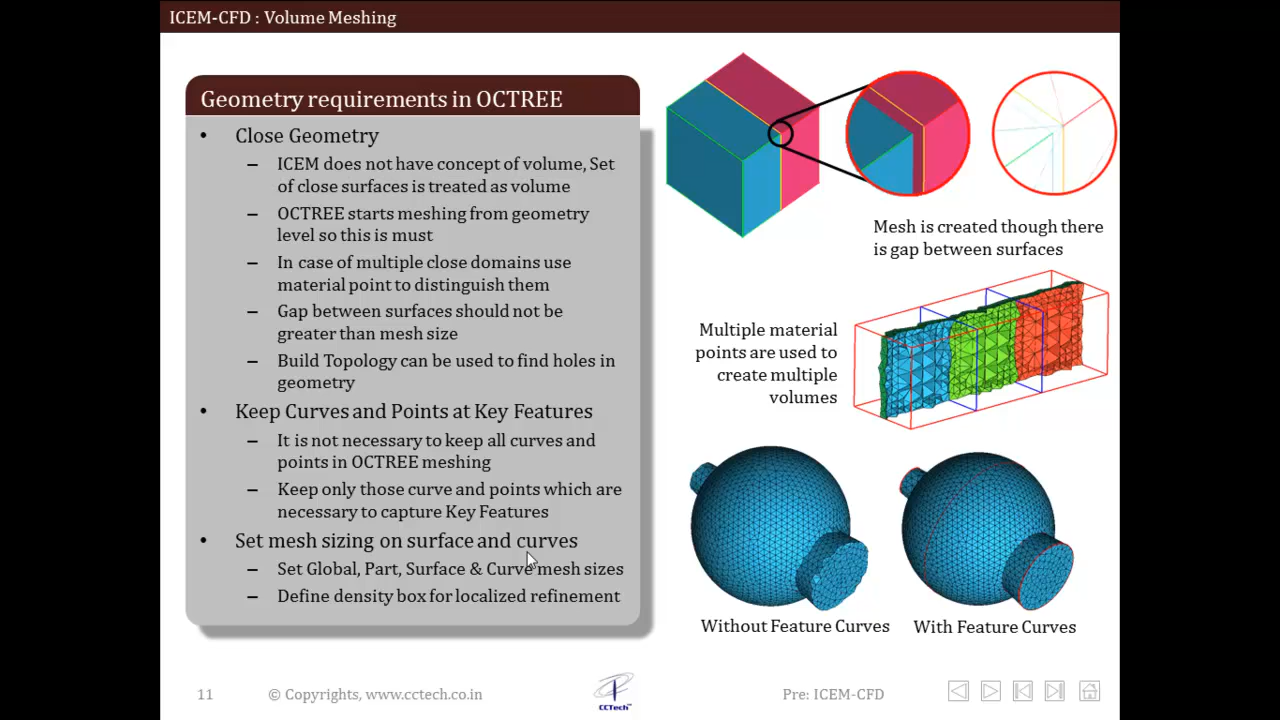 ICEM-CFD : Volume Meshing
Geometry requirements in OCTREE
• Close Geometry
– ICEM does not have concept of volume, Set
of close surfaces is treated as volume
– OCTREE starts meshing from geometry
level so this is must
– In case of multiple close domains use
material point to distinguish them
– Gap between surfaces should not be
greater than mesh size
– Build Topology can be used to find holes in
geometry
• Keep Curves and Points at Key Features
– It is not necessary to keep all curves and
points in OCTREE meshing
– Keep only those curve and points which are
necessary to capture Key Features
• Set mesh sizing on surface and curves
– Set Global, Part, Surface & Curve mesh sizes
– Define density box for localized refinement
Mesh is created though there
is gap between surfaces
Multiple material
points are used to
create multiple
volumes
Without Feature Curves
With Feature Curves
11
© Copyrights, www.cctech.co.in
CCTech™
Pre: ICEM-CFD